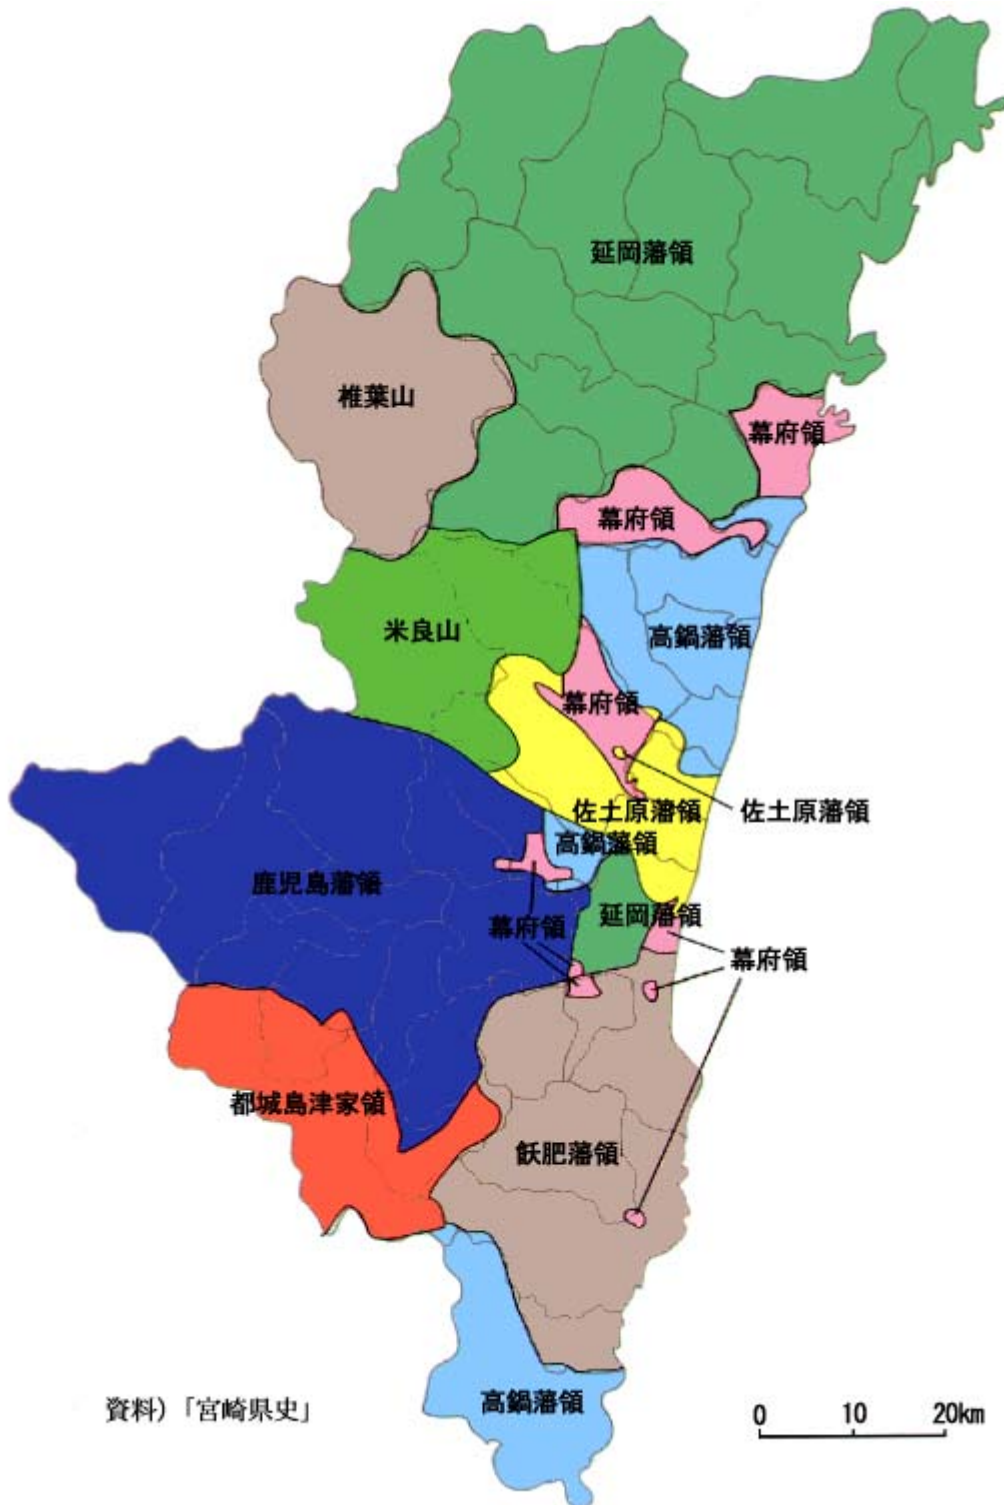 延岡藩領
椎葉山
幕府領
幕府領
米良山
高鍋藩領
幕府領
佐土原藩領
佐土原藩領
高鍋藩領
鹿児島藩領
延岡藩領
幕府領
幕府領
都城島津家領
飫肥藩領
高鍋藩領
資料)「宮崎県史」
0 10 20km